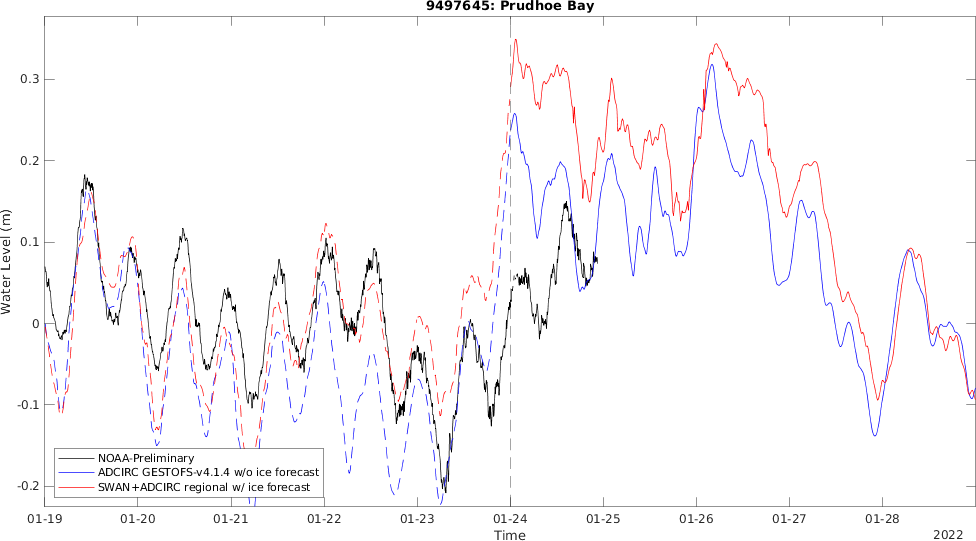 9497645: Prudhoe Bay
Water Level (m)
0.3
0.2
0.1
0
-0.1
-0.2
NOAA-Preliminary
ADCIRC GESTOFS-v4.1.4 w/o ice forecast
SWAN+ADCIRC regional w/ ice forecast
01-19 01-20 01-21 01-22 01-23 01-24 01-25 01-26 01-27 01-28
Time
2022